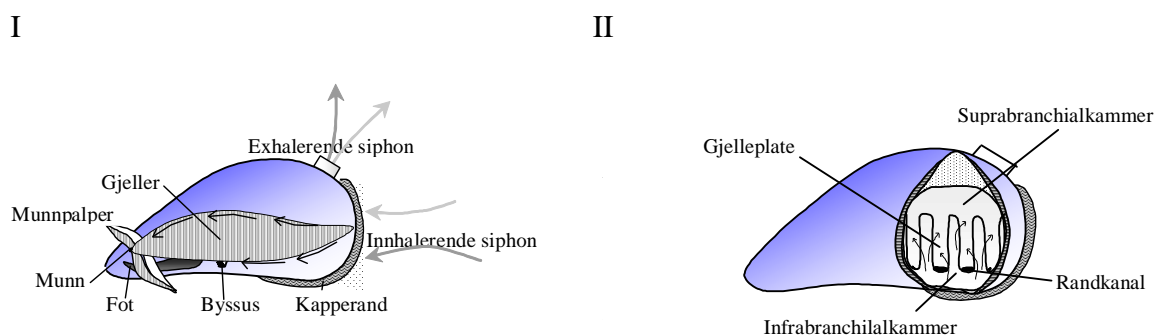 I
II
Exhalerende siphon
Gjeller
Munnpalper
Innhalerende siphon
Munn
Fot
Byssus
Kapperand
Suprabranchialkammer
Gjelleplate
Randkanal
Infrabranchilalkammer